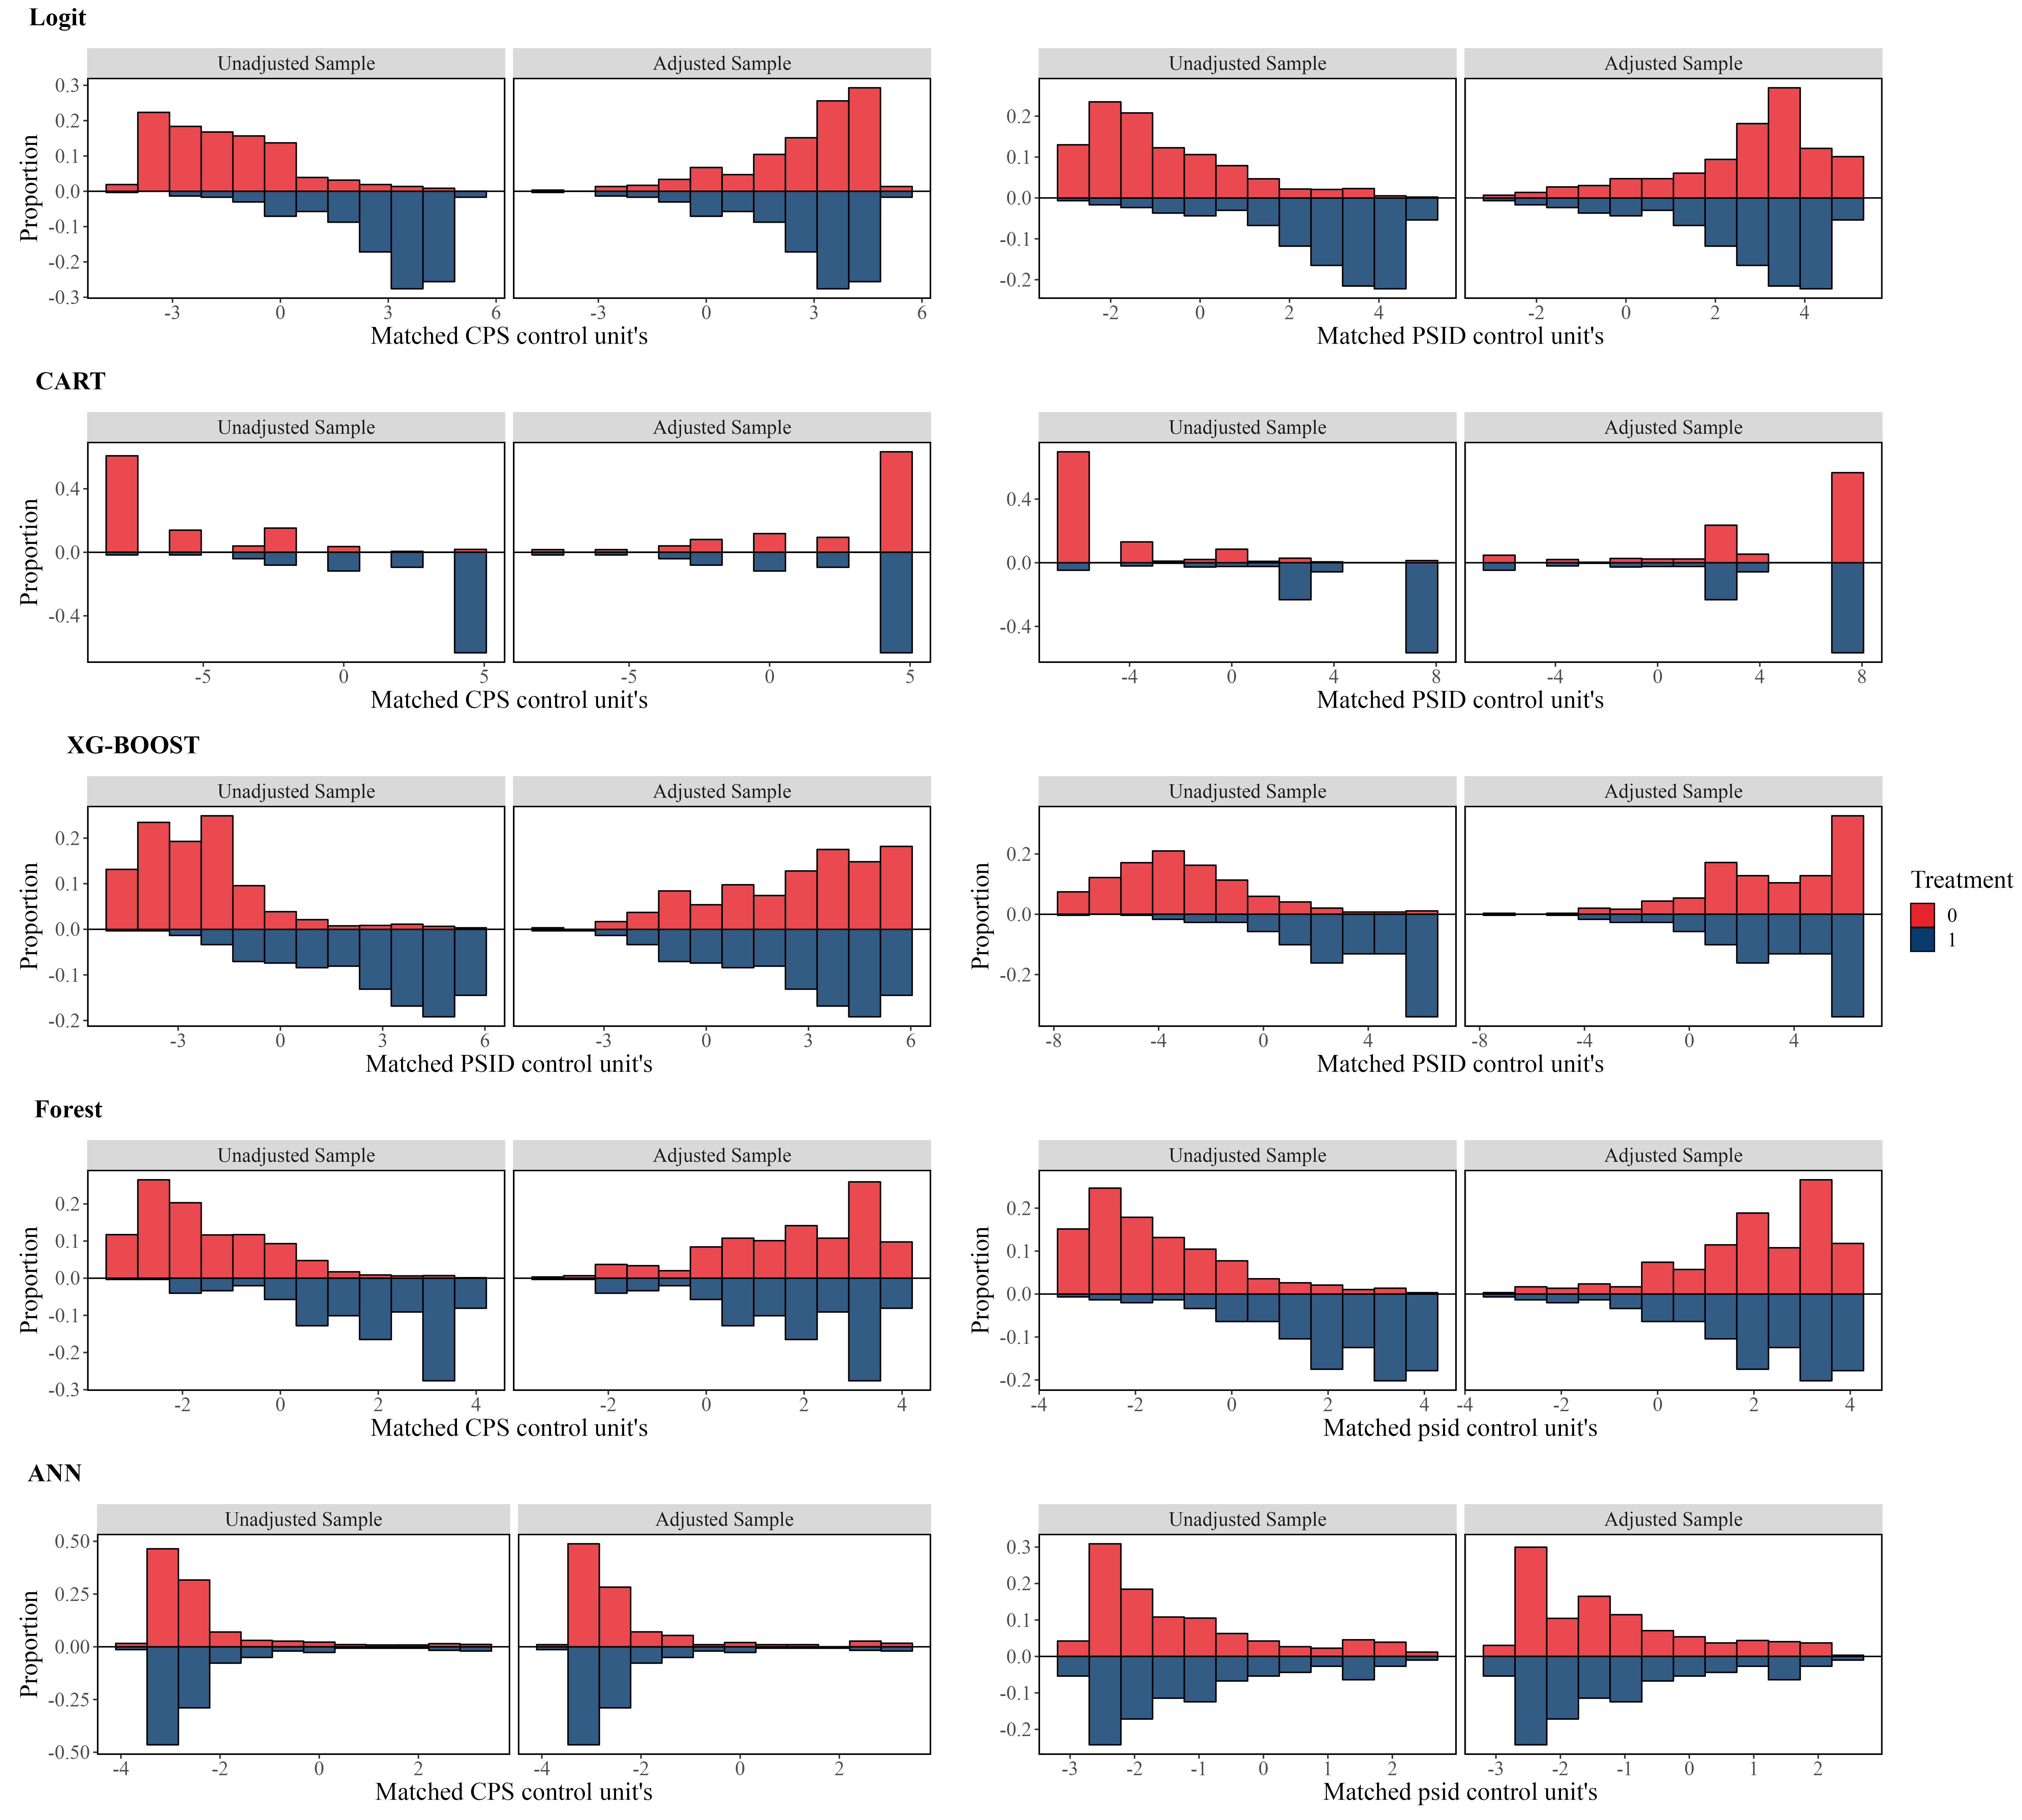 Logit
Unadjusted Sample Adjusted Sample Unadjusted Sample Adjusted Sample
Proportion
0.3
0.2
0.1
0.0
-0.1
-0.2
-0.3
-3 0 3 6 -3 0 3 6
Matched CPS control unit's
0.2
0.1
0.0
-0.1
-0.2
-2 0 2 4 -2 0 2 4
Matched PSID control unit's
CART
Unadjusted Sample Adjusted Sample Unadjusted Sample Adjusted Sample
Proportion
0.4
0.0
-0.4
-5 0 5 -5 0 5
Matched CPS control unit's
0.4
0.0
-0.4
-4 0 4 8 -4 0 4 8
Matched PSID control unit's
XG-BOOST
Unadjusted Sample Adjusted Sample Unadjusted Sample Adjusted Sample
Proportion
0.2
0.1
0.0
-0.1
-0.2
-3 0 3 6 -3 0 3 6
Matched PSID control unit's
Proportion
0.2
0.0
-0.2
-8 -4 0 4 -8 -4 0 4
Matched PSID control unit's
Treatment
0
1
Forest
Unadjusted Sample Adjusted Sample Unadjusted Sample Adjusted Sample
Proportion
0.2
0.1
0.0
-0.1
-0.2
-0.3
-2 0 2 4 -2 0 2 4
Matched CPS control unit's
Proportion
0.2
0.1
0.0
-0.1
-0.2
-4 -2 0 2 4 -4 -2 0 2 4
Matched psid control unit's
ANN
Unadjusted Sample Adjusted Sample Unadjusted Sample Adjusted Sample
Proportion
0.50
0.25
0.00
-0.25
-0.50
-4 -2 0 2 -4 -2 0 2
Matched CPS control unit's
0.3
0.2
0.1
0.0
-0.1
-0.2
-3 -2 -1 0 1 2 -3 -2 -1 0 1 2
Matched psid control unit's